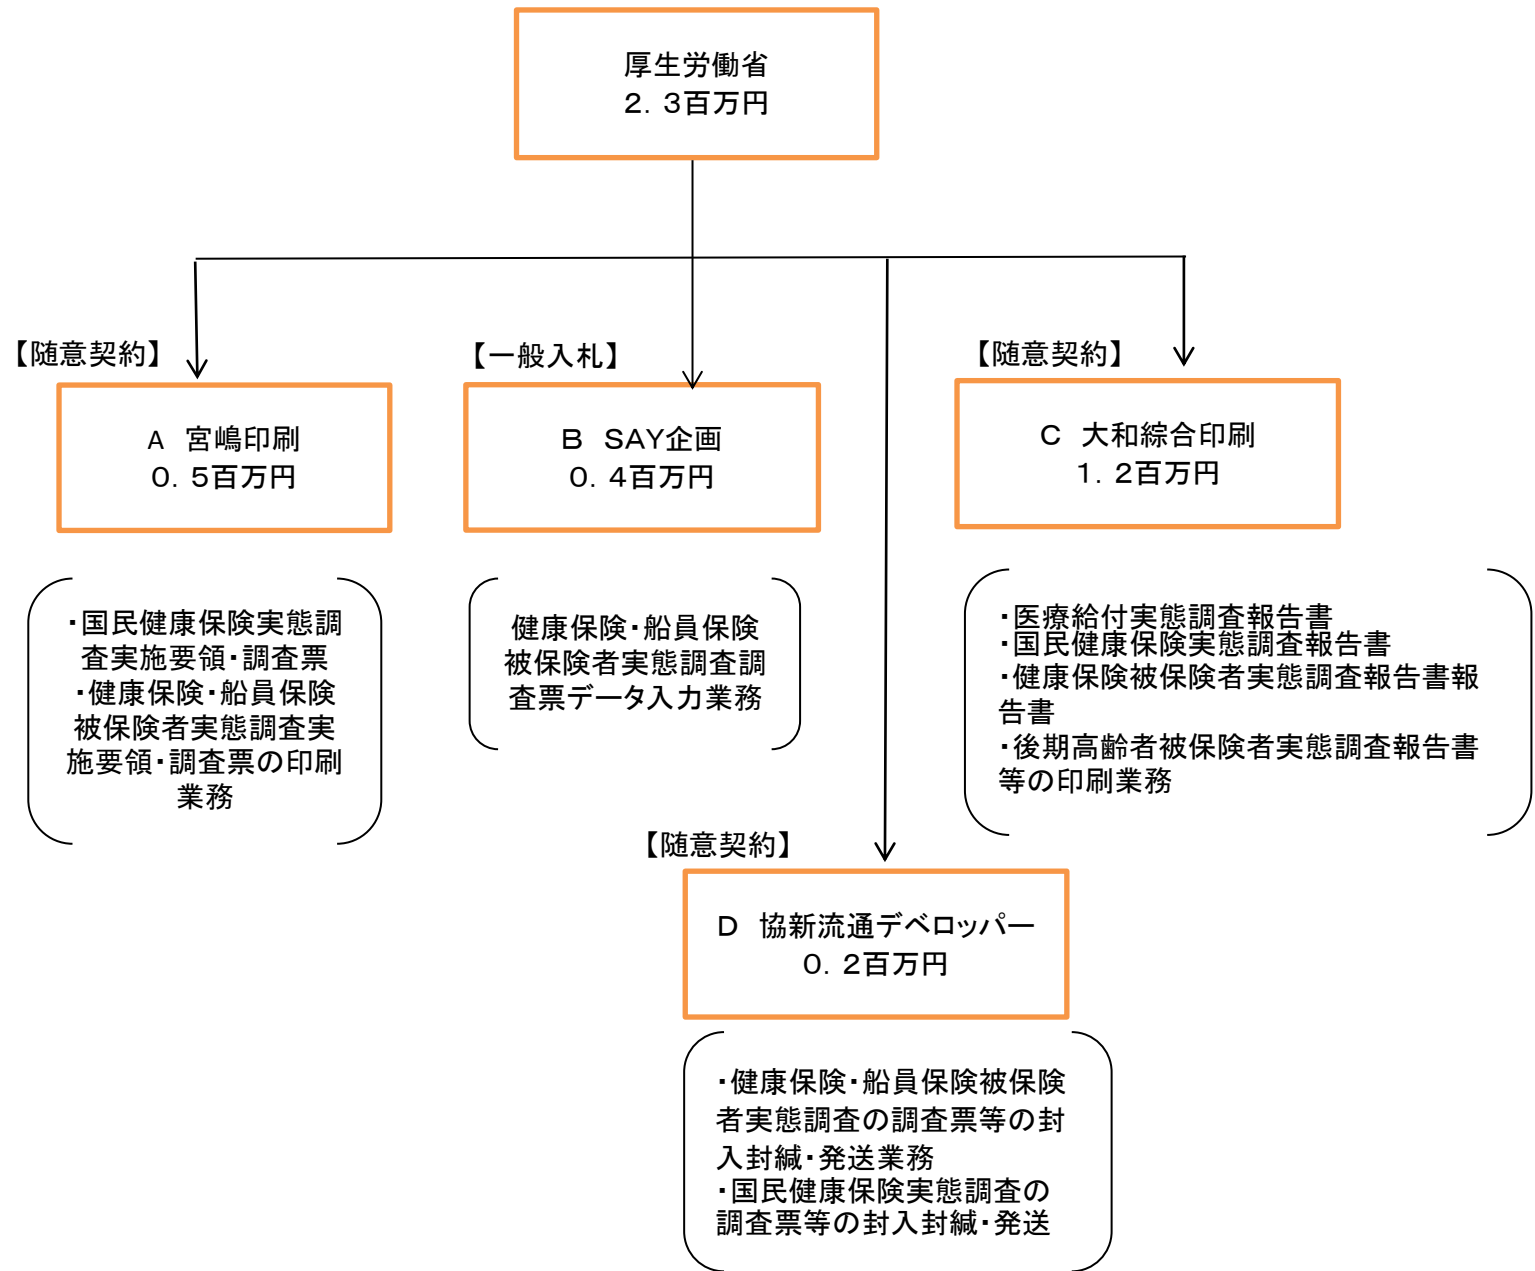 厚生労働省
2．3百万円
【随意契約】
A　宮嶋印刷
0．5百万円
・国民健康保険実態調
査実施要領・調査票
・健康保険・船員保険
被保険者実態調査実
施要領・調査票の印刷
業務
【一般入札】
B　SAY企画
0．4百万円
健康保険・船員保険
被保険者実態調査調
査票データ入力業務
【随意契約】
C　大和綜合印刷
1．2百万円
・医療給付実態調査報告書
・国民健康保険実態調査報告書
・健康保険被保険者実態調査報告書報
告書
・後期高齢者被保険者実態調査報告書
等の印刷業務
【随意契約】
D　協新流通デベロッパー
0．2百万円
・健康保険・船員保険被保険
者実態調査の調査票等の封
入封緘・発送業務
・国民健康保険実態調査の
調査票等の封入封緘・発送